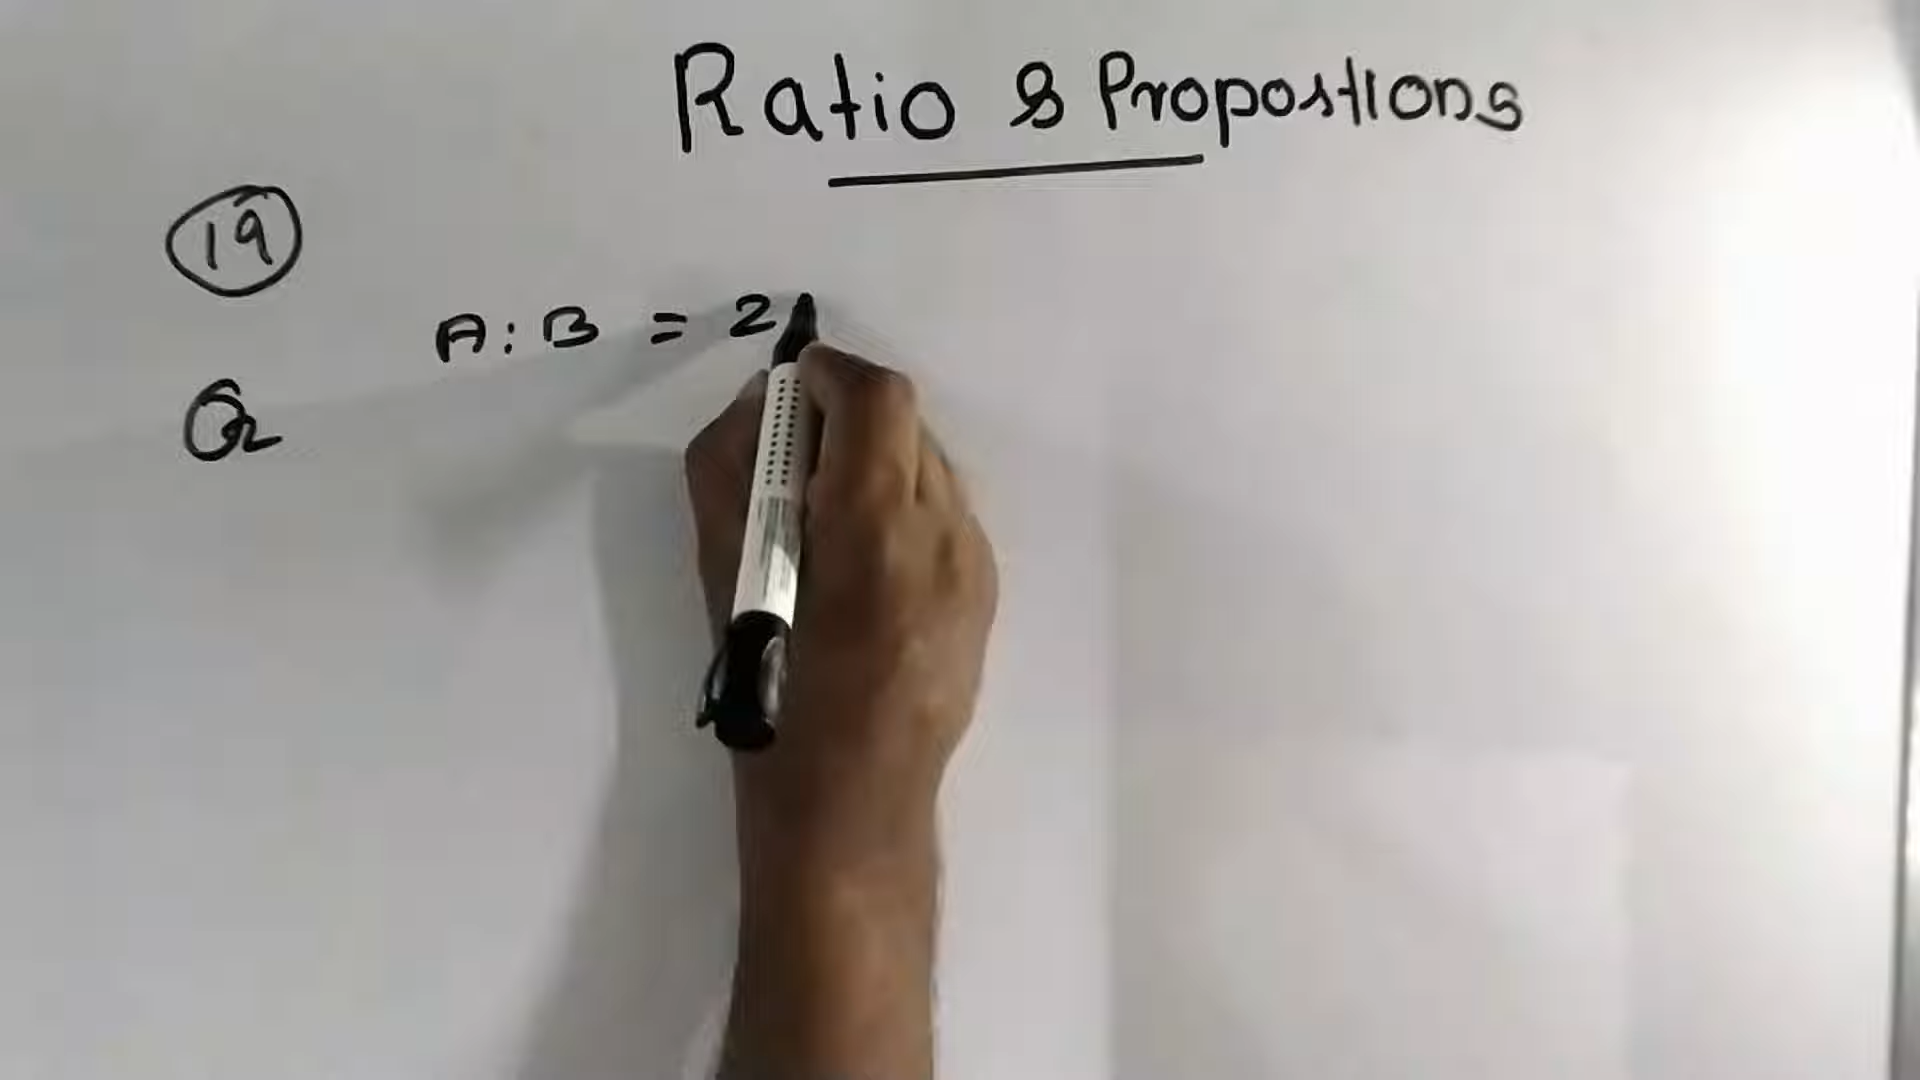 Ratio & Propostions
19
A : B = 2
Q